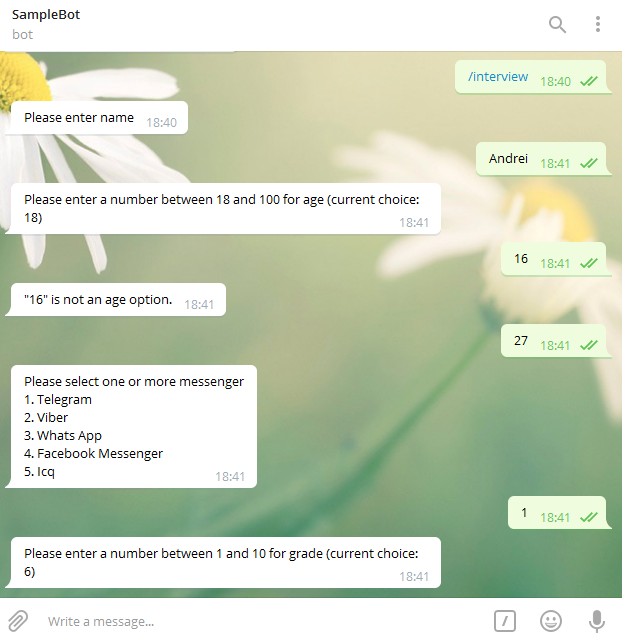 SampleBot
bot
/interview 18:40
Please enter name 18:40
Andrei 18:41
Please enter a number between 18 and 100 for age (current choice:
18) 18:41
16 18:41
"16" is not an age option. 18:41
27 18:41
Please select one or more messenger
1. Telegram
2. Viber
3. Whats App
4. Facebook Messenger
5. Icq 18:41
1 18:41
Please enter a number between 1 and 10 for grade (current choice:
6) 18:41
Write a message...